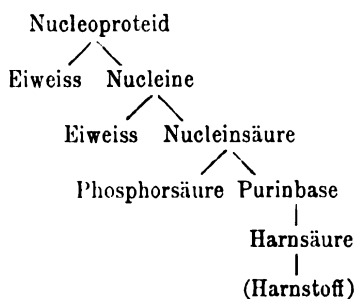 Nucleoproteid
Eiweiss Nucleine
Eiweiss Nucleinsäure
Phosphorsäure Purinbase
Harnsäure
(Harnstoff)